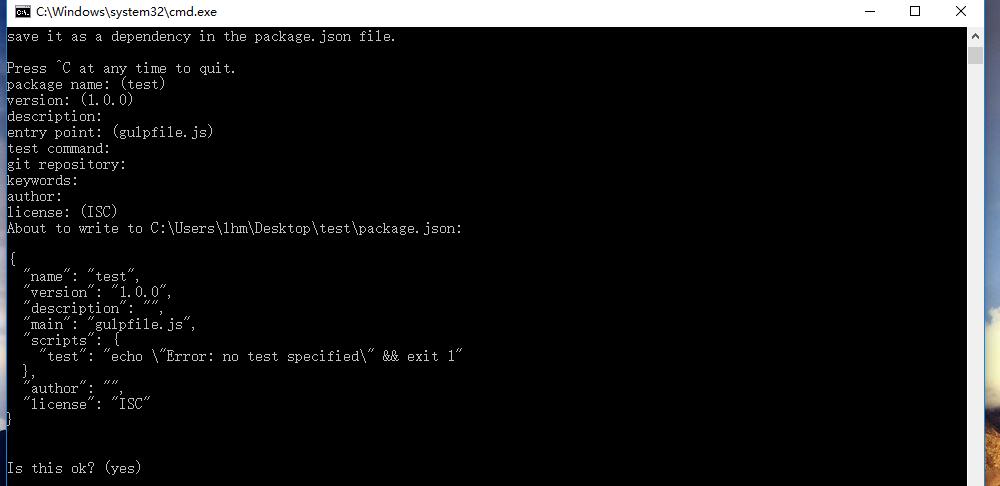 C:\Windows\system32\cmd.exe
save it as a dependency in the package.json file.
Press ^C at any time to quit.
package name: (test)
version: (1.0.0)
description:
entry point: (gulpfile.js)
test command:
git repository:
keywords:
author:
license: (ISC)
About to write to C:\Users\lhm\Desktop\test\package.json:
{
"name": "test",
"version": "1.0.0",
"description": "",
"main": "gulpfile.js",
"scripts": {
"test": "echo \"Error: no test specified\" && exit 1"
},
"author": "",
"license": "ISC"
}
Is this ok? (yes)